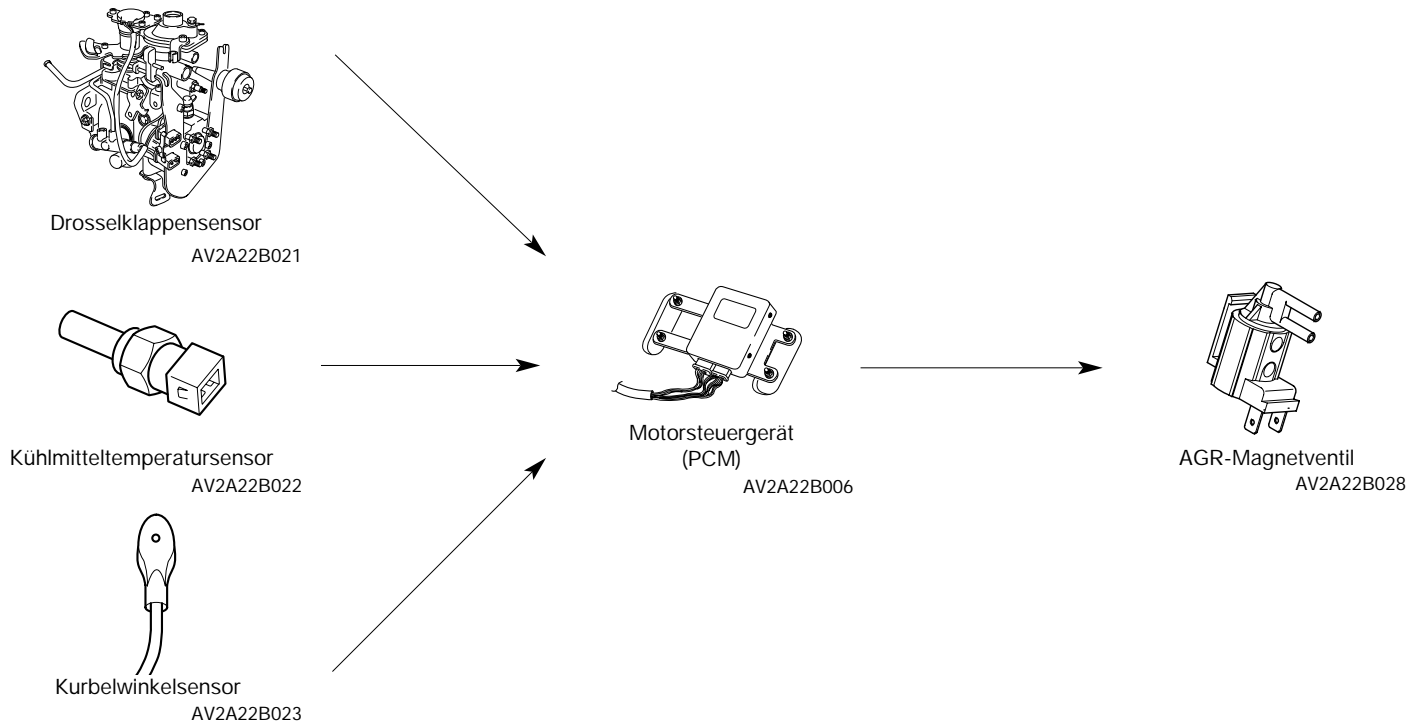 Drosselklappensensor
AV2A22B021
Kühlmitteltemperatursensor
AV2A22B022
Kurbelwinkelsensor
AV2A22B023
Motorsteuergerät
(PCM)
AV2A22B006
AGR-Magnetventil
AV2A22B028